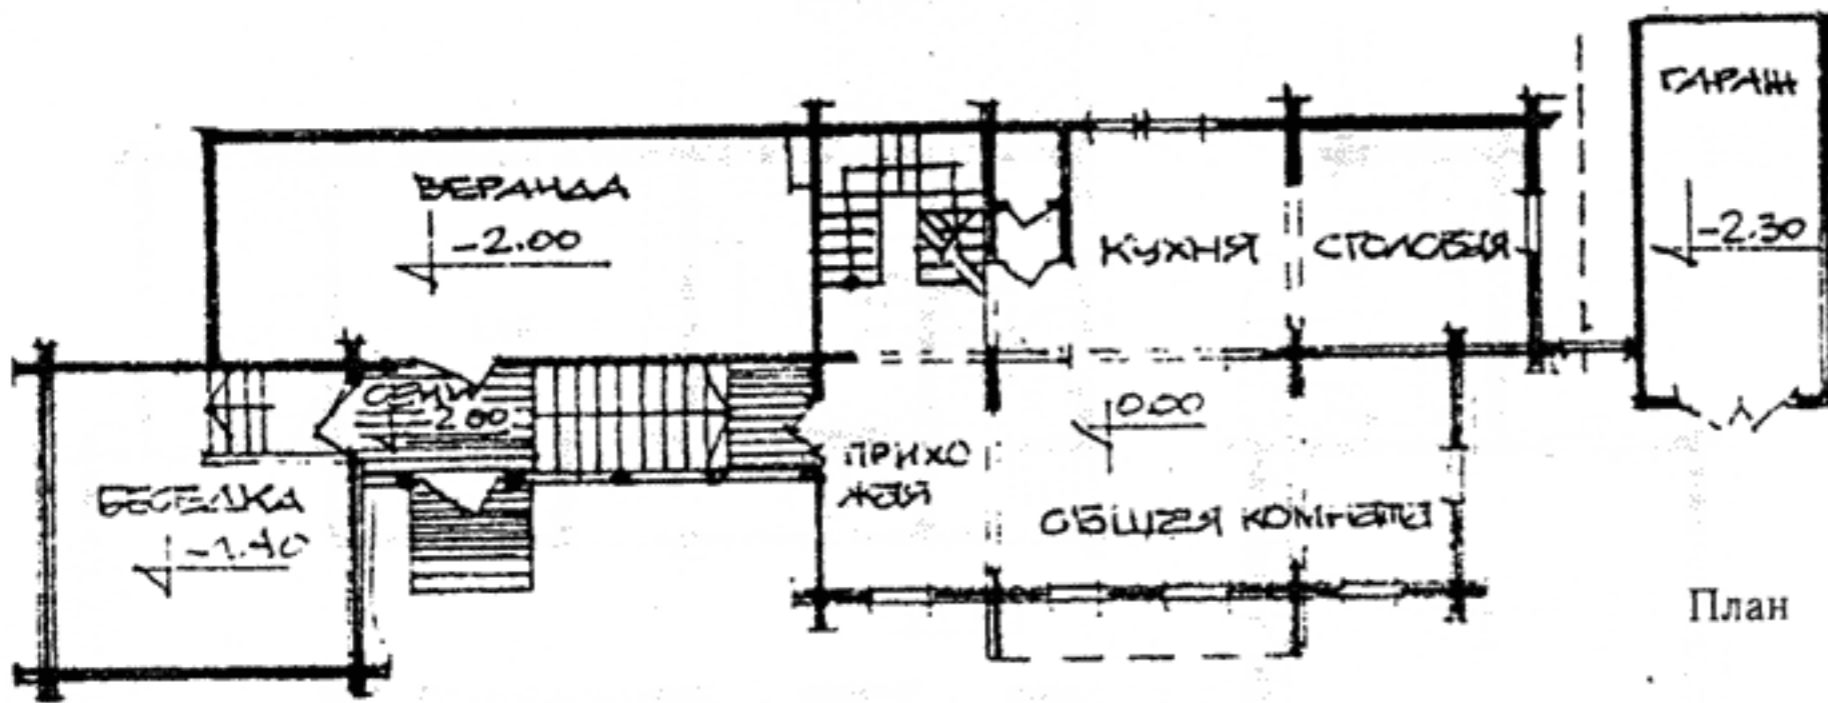 ГАРАЖ
-2.30
ВЕРАНДА
-2.00
КУХНЯ
СТОЛОВАЯ
СЕНИ
-2.00
0.00
ПРИХО
ЖАЯ
БЕСЕДКА
-1.40
ОБЩАЯ КОМНАТА
План